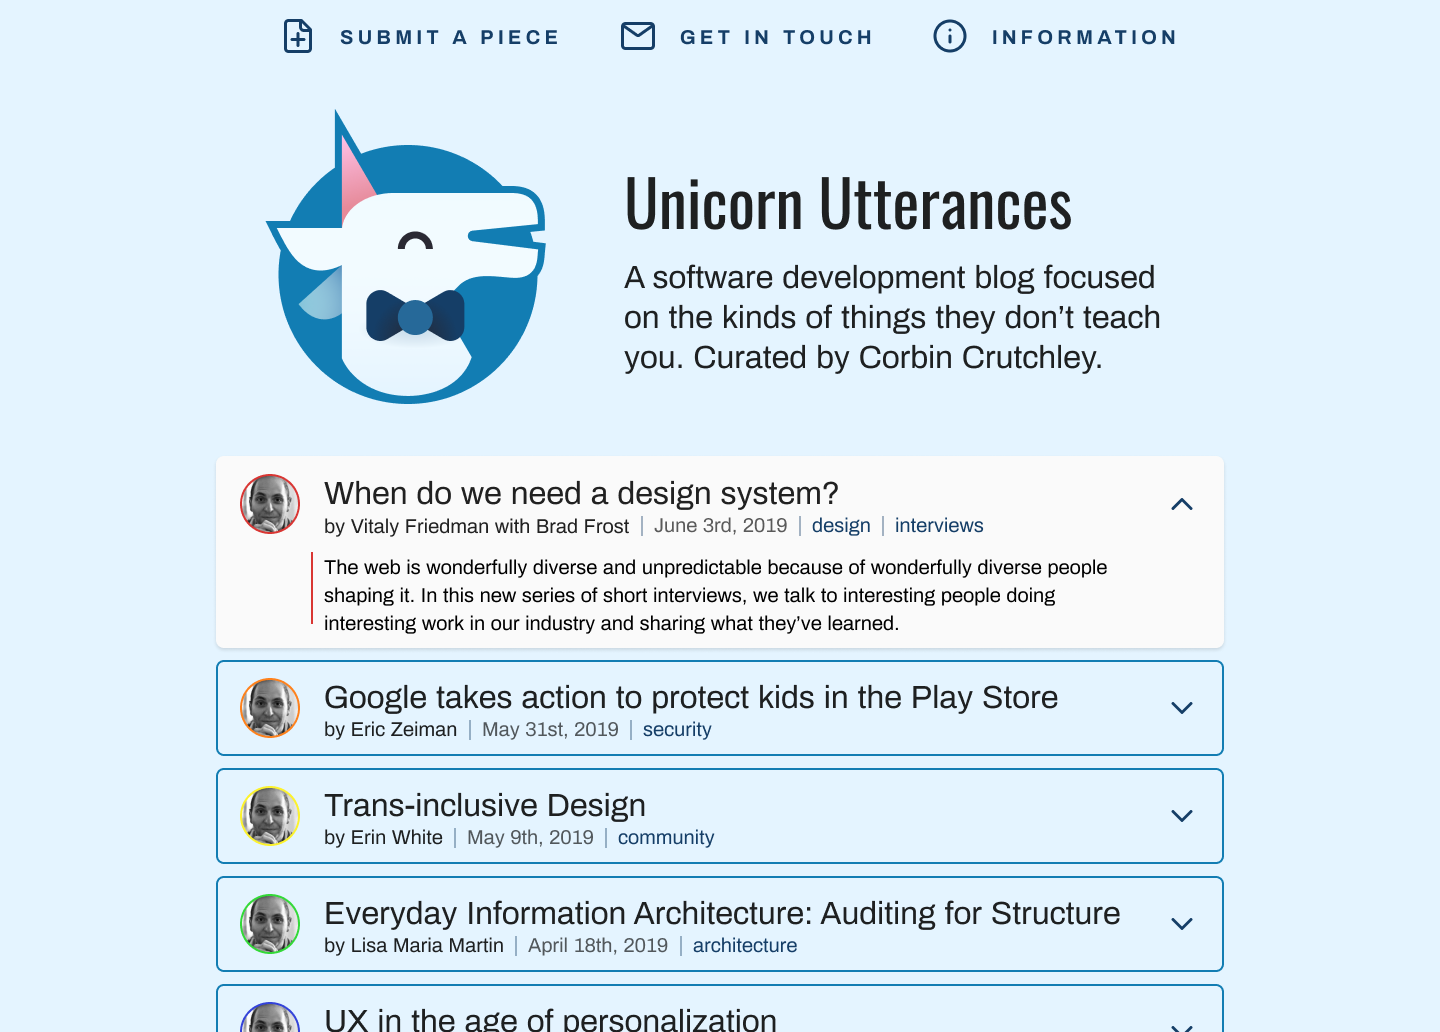 SUBMIT A PIECE GET IN TOUCH INFORMATION
Unicorn Utterances
A software development blog focused
on the kinds of things they don’t teach
you. Curated by Corbin Crutchley.
When do we need a design system?
by Vitaly Friedman with Brad Frost | June 3rd, 2019 | design | interviews
The web is wonderfully diverse and unpredictable because of wonderfully diverse people
shaping it. In this new series of short interviews, we talk to interesting people doing
interesting work in our industry and sharing what they’ve learned.
Google takes action to protect kids in the Play Store
by Eric Zeiman | May 31st, 2019 | security
Trans-inclusive Design
by Erin White | May 9th, 2019 | community
Everyday Information Architecture: Auditing for Structure
by Lisa Maria Martin | April 18th, 2019 | architecture
UX in the age of personalization